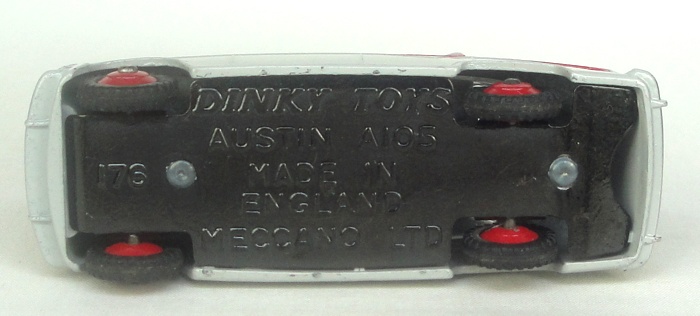 DINKY TOYS
AUSTIN A105
176
MADE IN
ENGLAND
MECCANO LTD